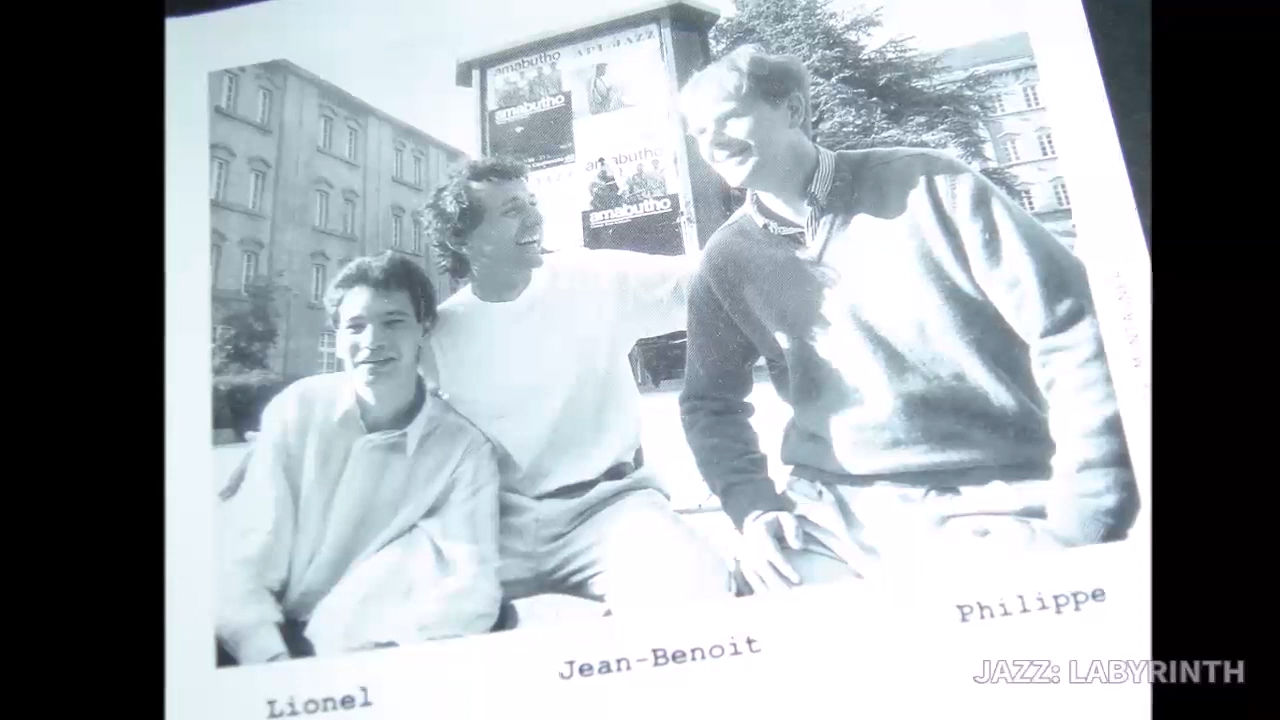 amabutho
API JAZZ
amabutho
amabutho
amabutho
Lionel
Jean-Benoit
Philippe
JAZZ: LABYRINTH